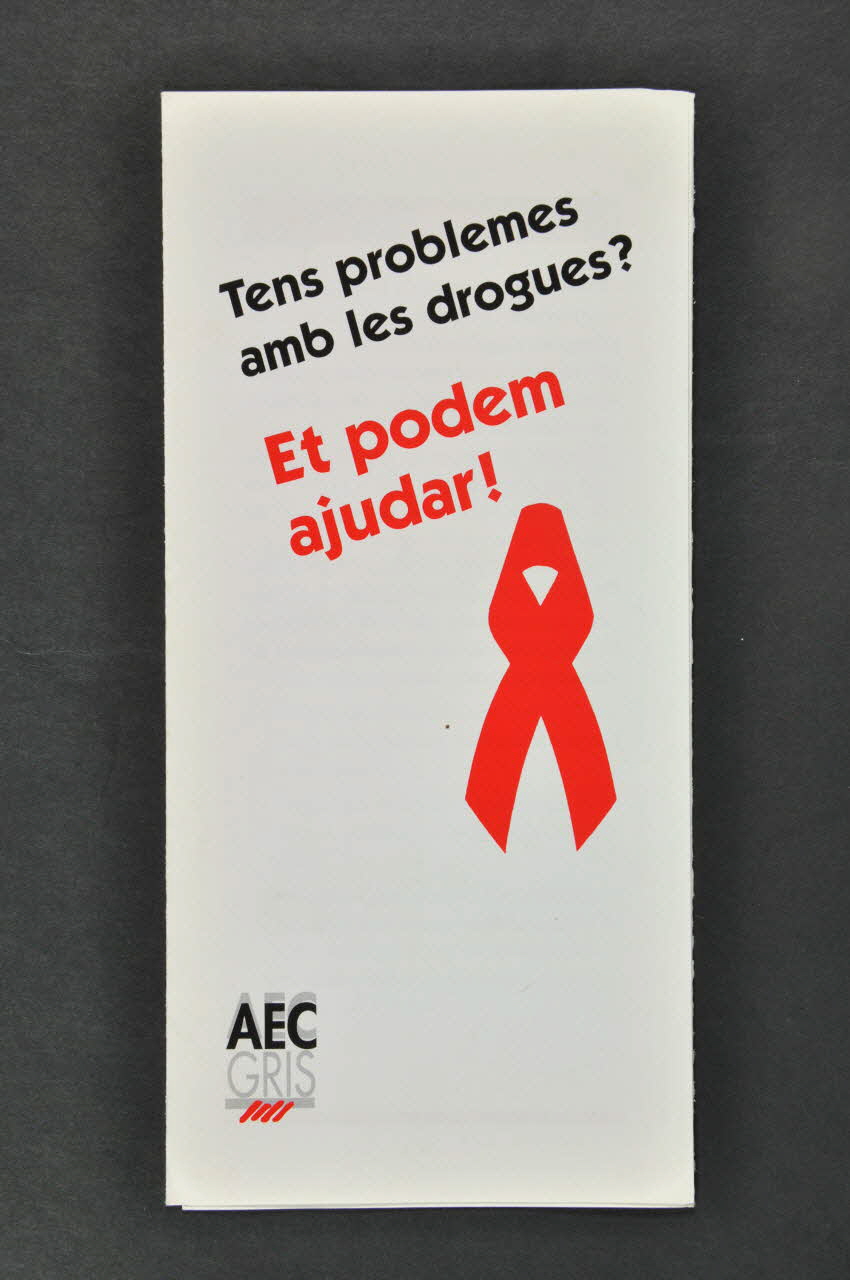 Tens problemes
amb les drogues?
Et podem
ajudar!
AEC
GRIS